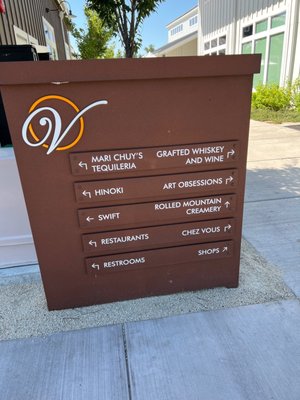 V
MARI CHUY'S
TEQUILERIA
GRAFTED WHISKEY
AND WINE
HINOKI
ART OBSESSIONS
SWIFT
ROLLED MOUNTAIN
CREAMERY
RESTAURANTS
CHEZ VOUS
RESTROOMS
SHOPS